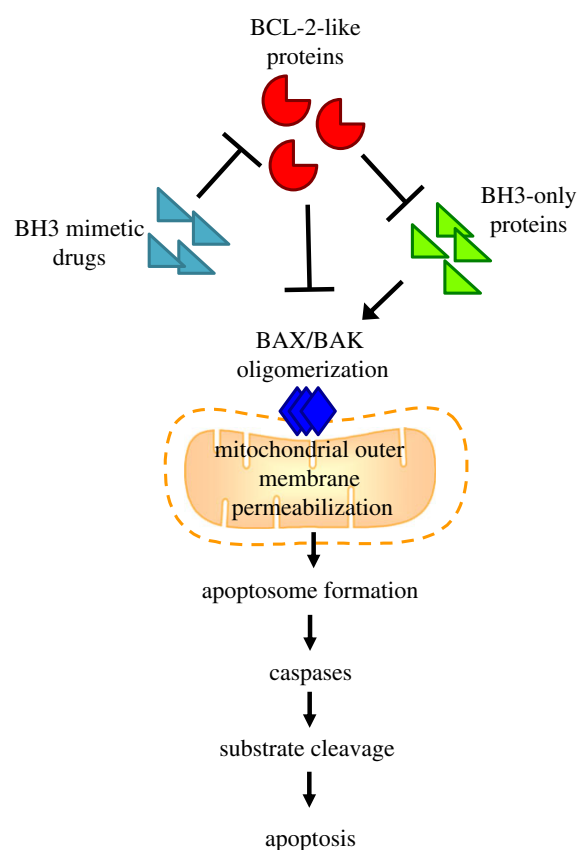 BCL-2-like
proteins
BH3 mimetic
drugs
BH3-only
proteins
BAX/BAK
oligomerization
mitochondrial outer
membrane
permeabilization
apoptosome formation
caspases
substrate cleavage
apoptosis